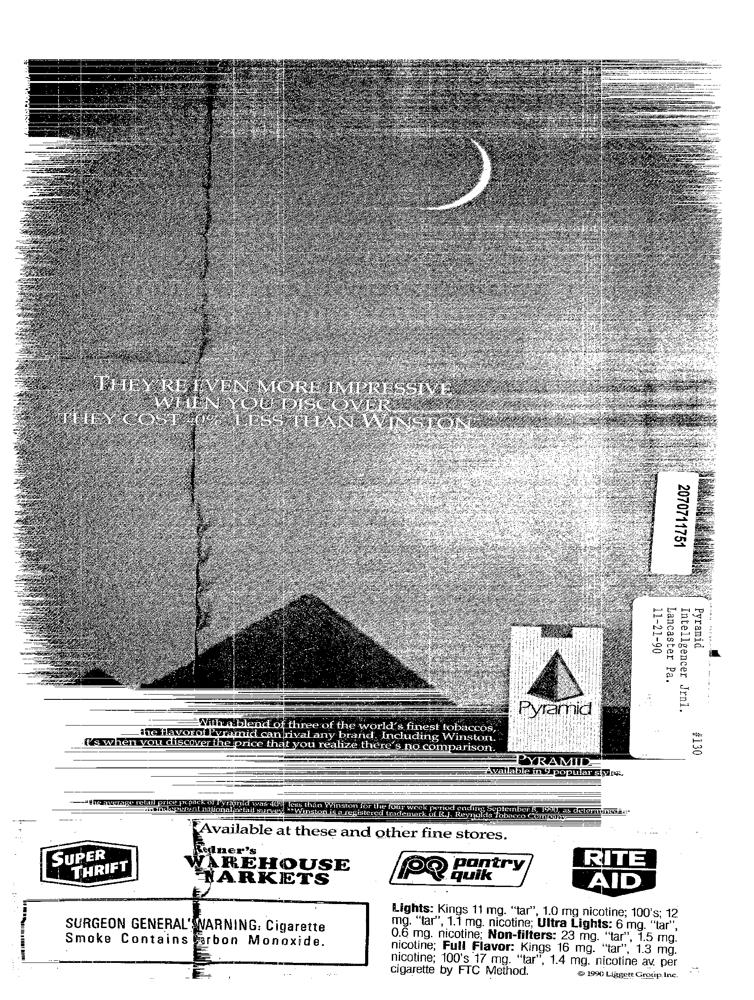 THEY'RE EVEN MORE IMPRESSIVE
WHEN YOU DISCOVER
THEY COST 40%* LESS THAN WINSTON.**
2070711751
Pyramid
Intellgencer Jrnl.
Lancaster Pa.
11-21-90
#130
Pyramid
With a blend of three of the world's finest tobaccos,
the flavor of Pyramid can rival any brand. Including Winston.
It's when you discover the price that you realize there's no comparison.
PYRAMID
Available in 9 popular styles.
*The average retail price per pack of Pyramid was 40% less than Winston for the four week period ending September 8, 1990, as determined by
an independent national retail survey **Winston is a registered trademark of R.J. Reynolds Tobacco Company
Available at these and other fine stores.
SUPER
THRIFT
Redner's
WAREHOUSE
MARKETS
PQ pantry
quik
RITE
AID
SURGEON GENERAL'S WARNING: Cigarette
Smoke Contains Carbon Monoxide.
Lights: Kings 11 mg. "tar", 1.0 mg nicotine; 100's; 12
mg. "tar", 1.1 mg. nicotine; Ultra Lights: 6 mg. "tar",
0.6 mg. nicotine; Non-filters: 23 mg. "tar", 1.5 mg.
nicotine; Full Flavor: Kings 16 mg. "tar", 1.3 mg.
nicotine; 100's 17 mg. "tar", 1.4 mg. nicotine av. per
cigarette by FTC Method.
© 1990 Liggett Group Inc.